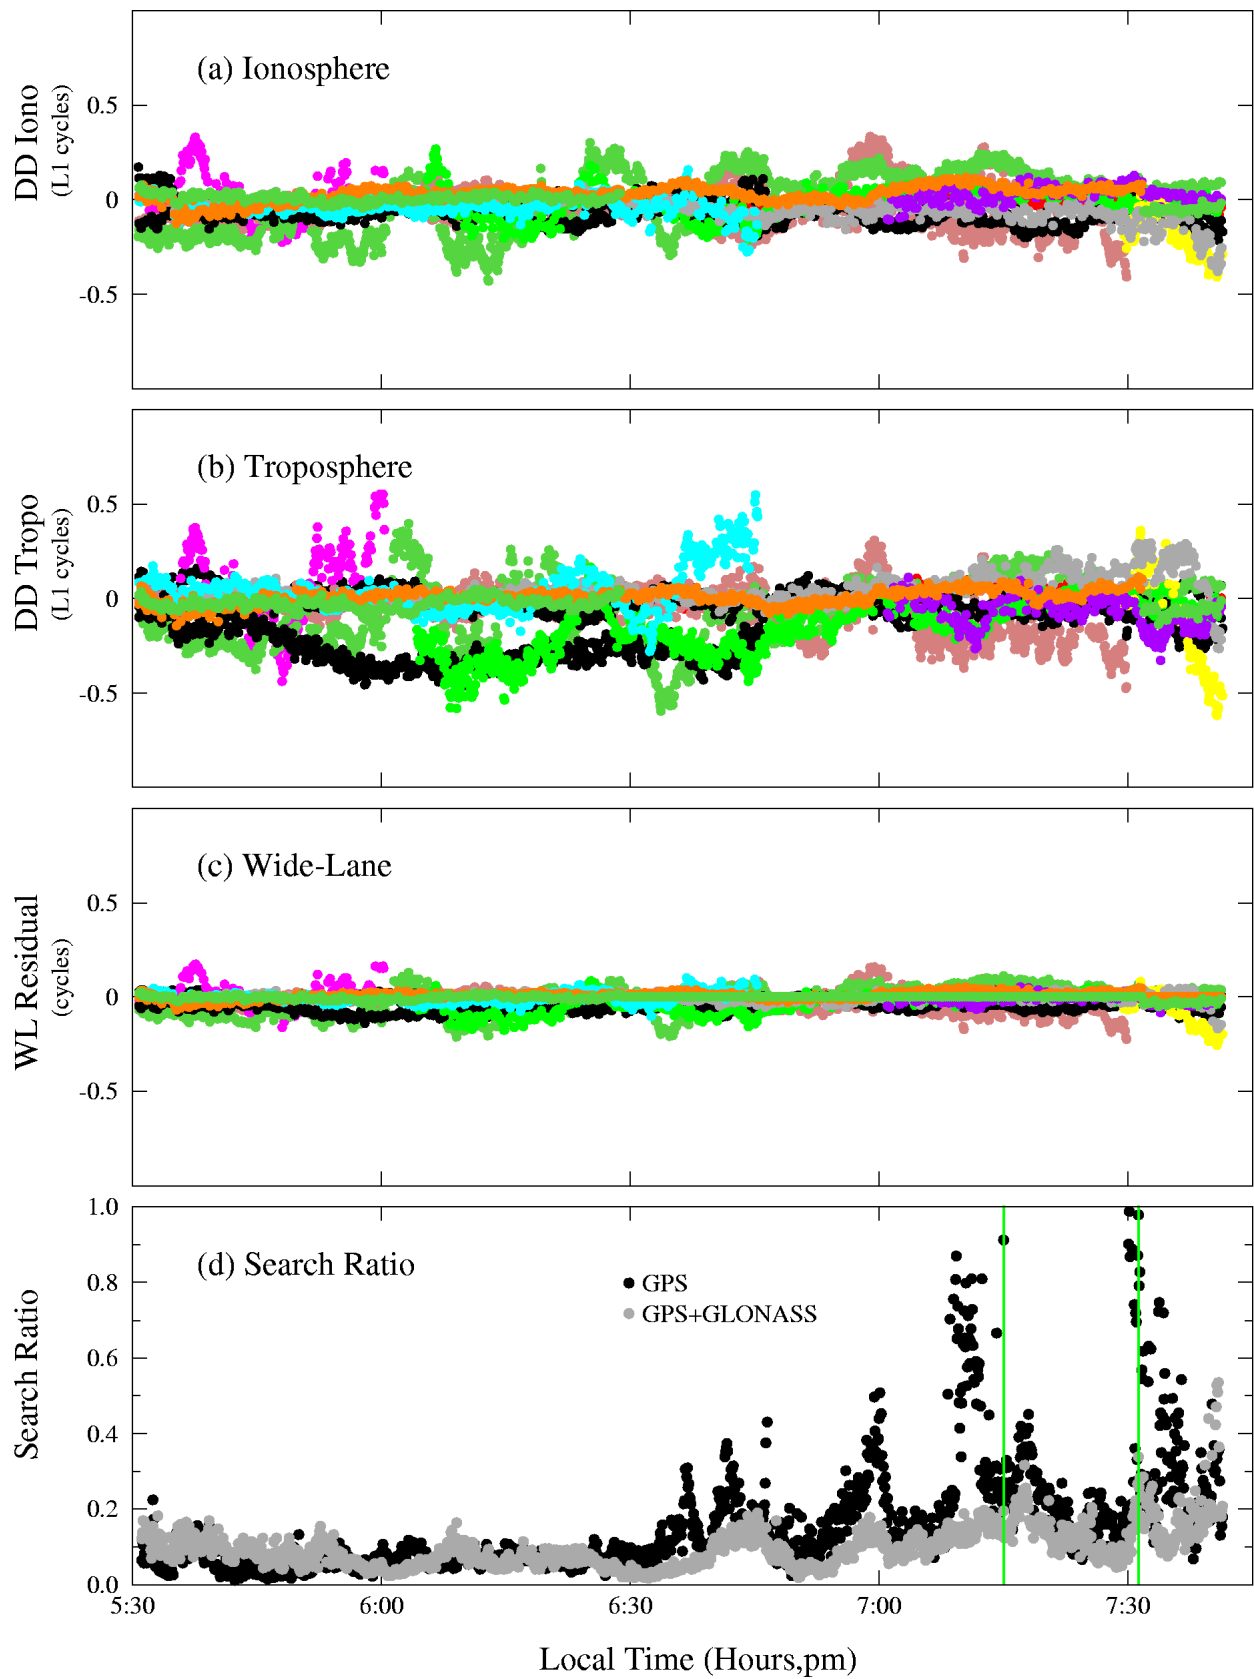 (a) Ionosphere
DD Iono
(L1 cycles)
0.5
0
-0.5
(b) Troposphere
DD Tropo
(L1 cycles)
0.5
0
-0.5
(c) Wide-Lane
WL Residual
(cycles)
0.5
0
-0.5
(d) Search Ratio
GPS
GPS+GLONASS
Search Ratio
1.0
0.8
0.6
0.4
0.2
0.0
5:30 6:00 6:30 7:00 7:30
Local Time (Hours,pm)